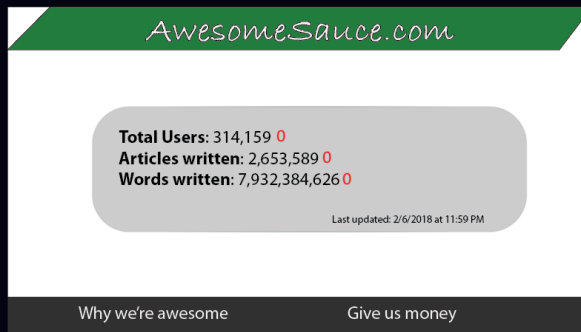 AwesomeSauce.com
Total Users: 314,159 0
Articles written: 2,653,589 0
Words written: 7,932,384,626 0
Last updated: 2/6/2018 at 11:59 PM
Why we're awesome Give us money